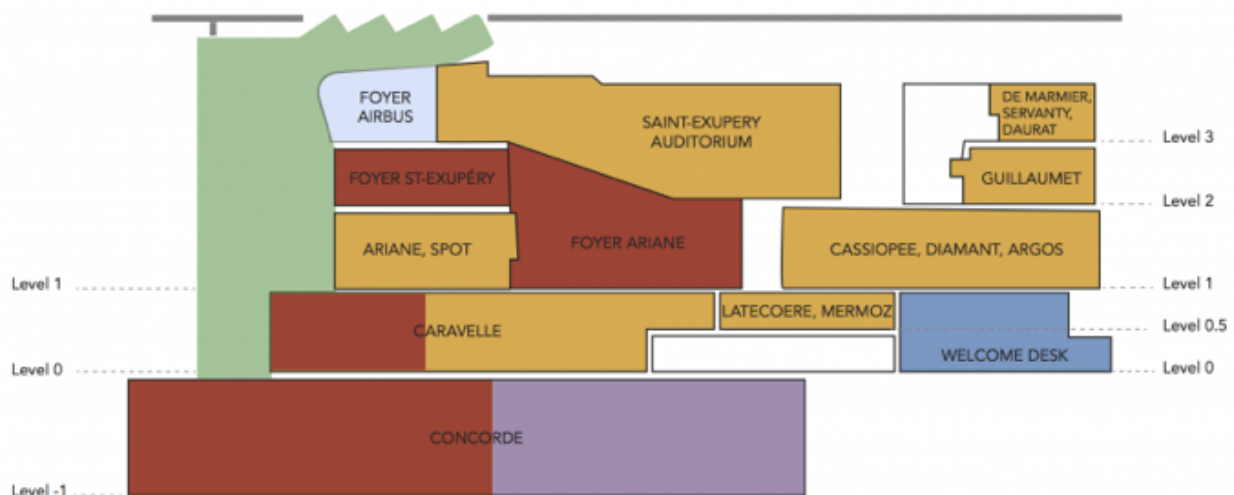 FOYER
AIRBUS
SAINT-EXUPERY
AUDITORIUM
DE MARMIER,
SERVANTY,
DAURAT
Level 3
FOYER ST-EXUPÉRY
GUILLAUMET
Level 2
ARIANE, SPOT
FOYER ARIANE
CASSIOPEE, DIAMANT, ARGOS
Level 1
Level 1
CARAVELLE
LATECOERE, MERMOZ
Level 0.5
WELCOME DESK
Level 0
Level 0
CONCORDE
Level -1